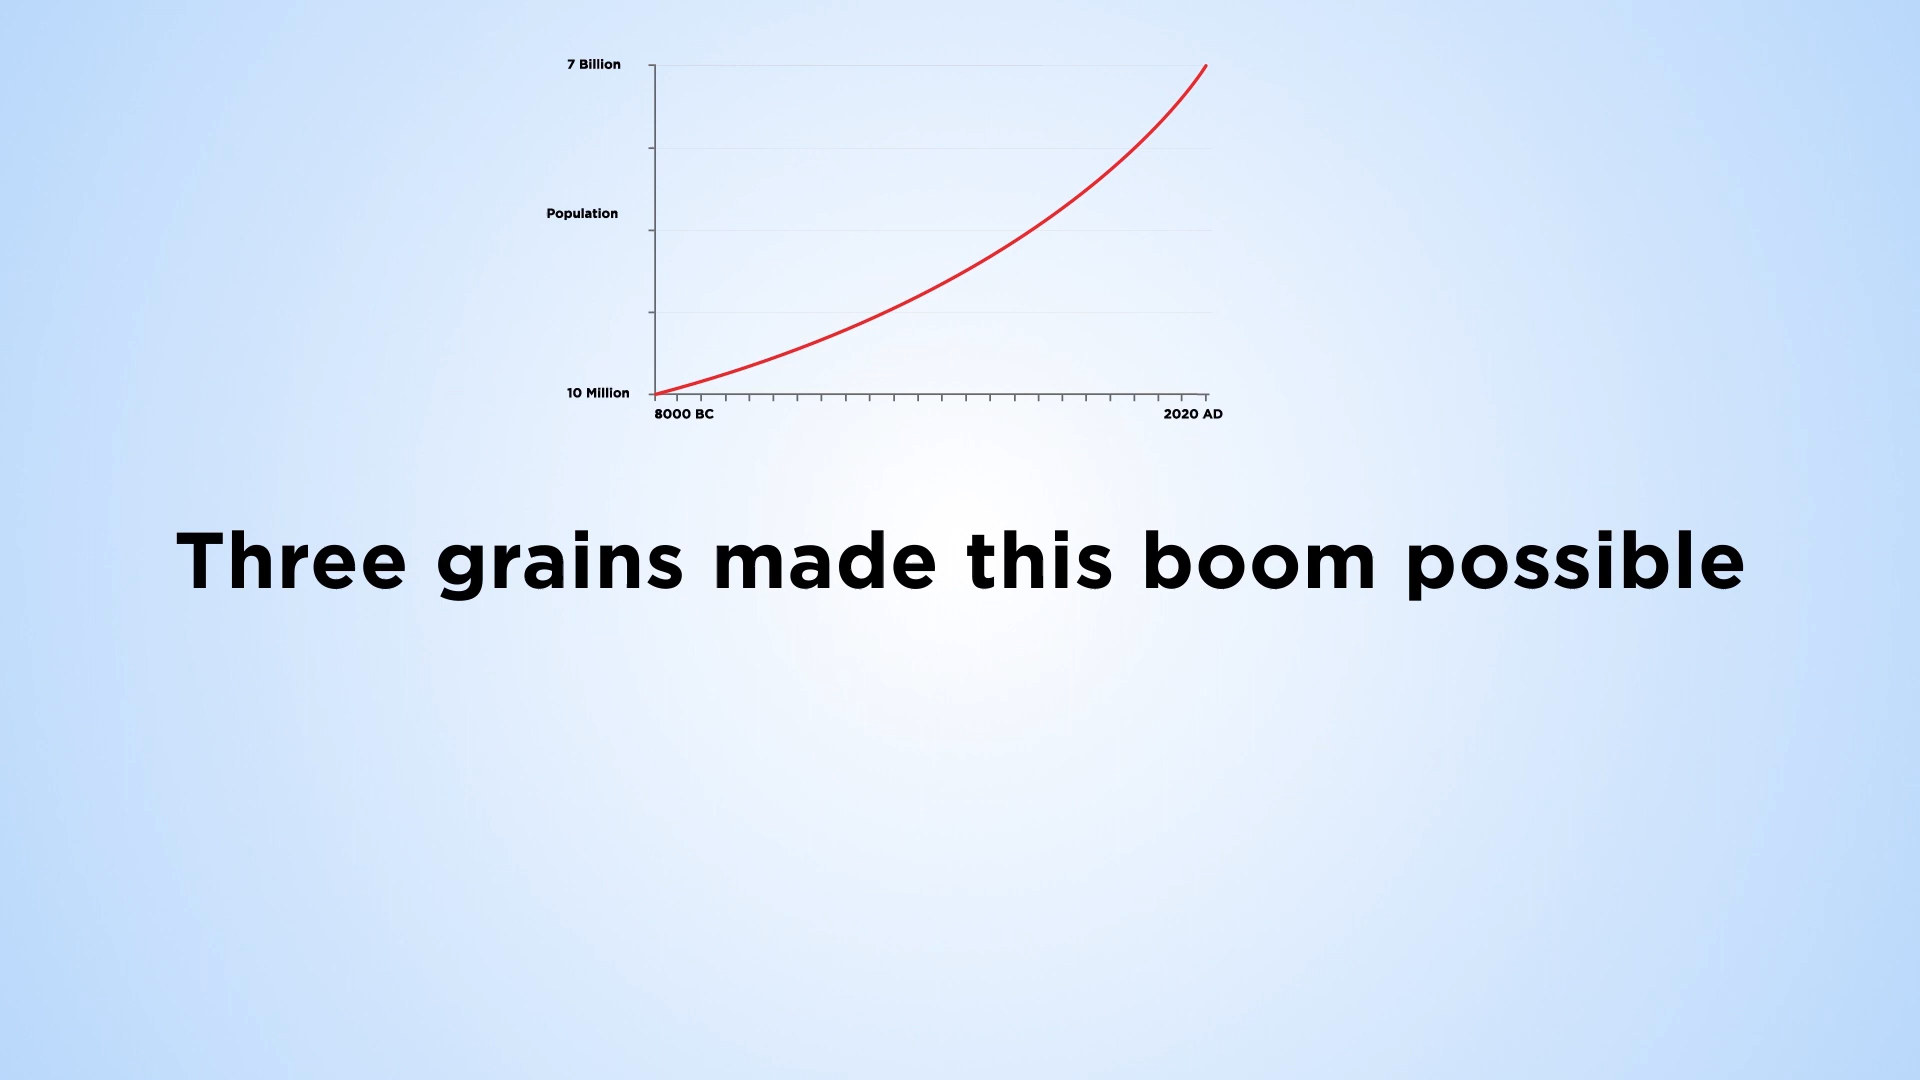 7 Billion
Population
10 Million
8000 BC 2020 AD
Three grains made this boom possible